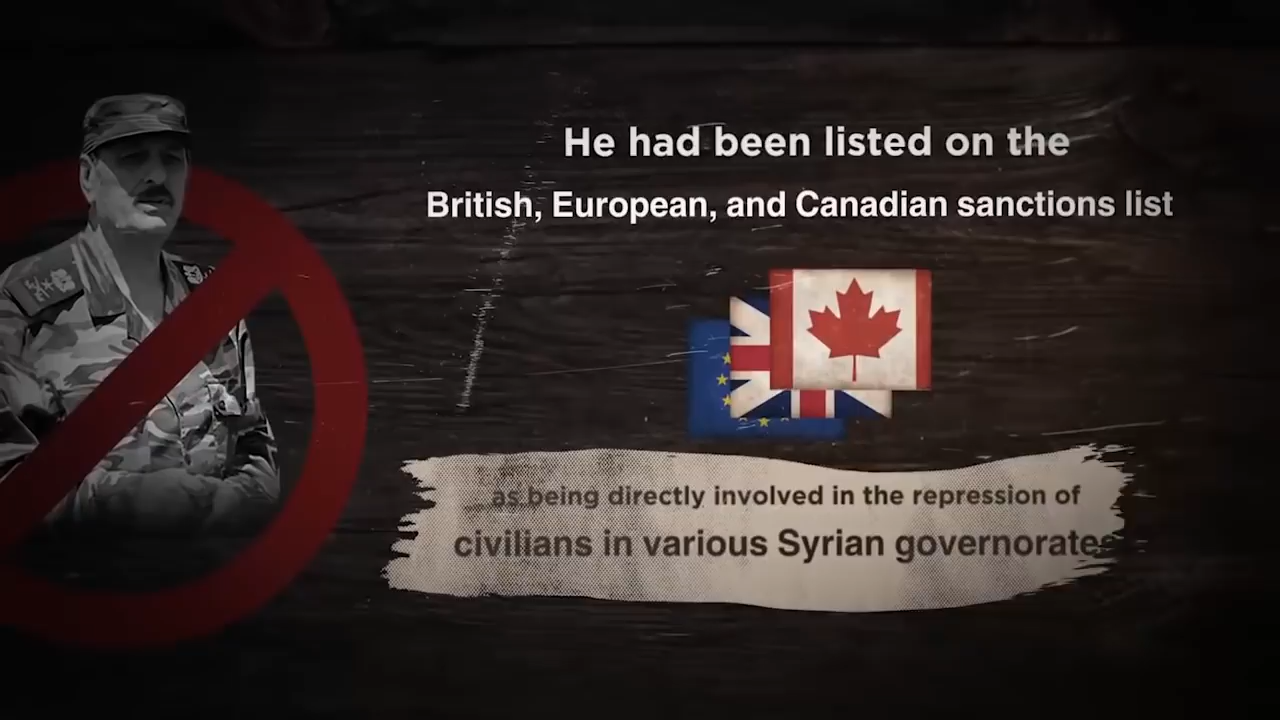 He had been listed on the
British, European, and Canadian sanctions list
as being directly involved in the repression of
civilians in various Syrian governorates